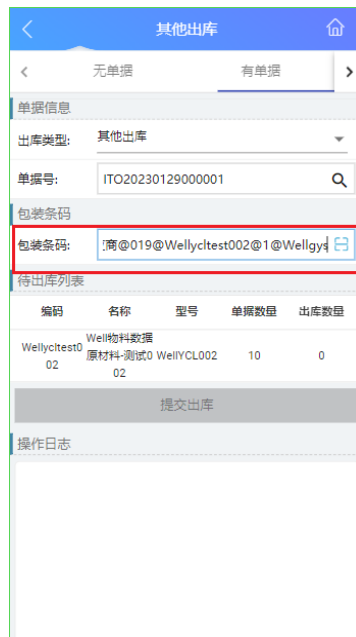 其他出库
无单据 有单据
单据信息
出库类型: 其他出库
单据号: ITO20230129000001
包装条码
包装条码: 商@019@Wellycltest002@1@Wellgys
待出库列表
编码 名称 型号 单据数量 出库数量
Wellycltest0
02
Well物料数据
原材料-测试0
02
WellYCL002 10 0
提交出库
操作日志